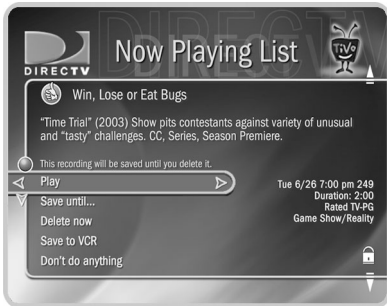 DIRECTV
Now Playing List
TiVo
Win, Lose or Eat Bugs
“Time Trial” (2003) Show pits contestants against variety of unusual
and “tasty” challenges. CC, Series, Season Premiere.
This recording will be saved until you delete it.
Play
Save until...
Delete now
Save to VCR
Don't do anything
Tue 6/26 7:00 pm 249
Duration: 2:00
Rated TV-PG
Game Show/Reality